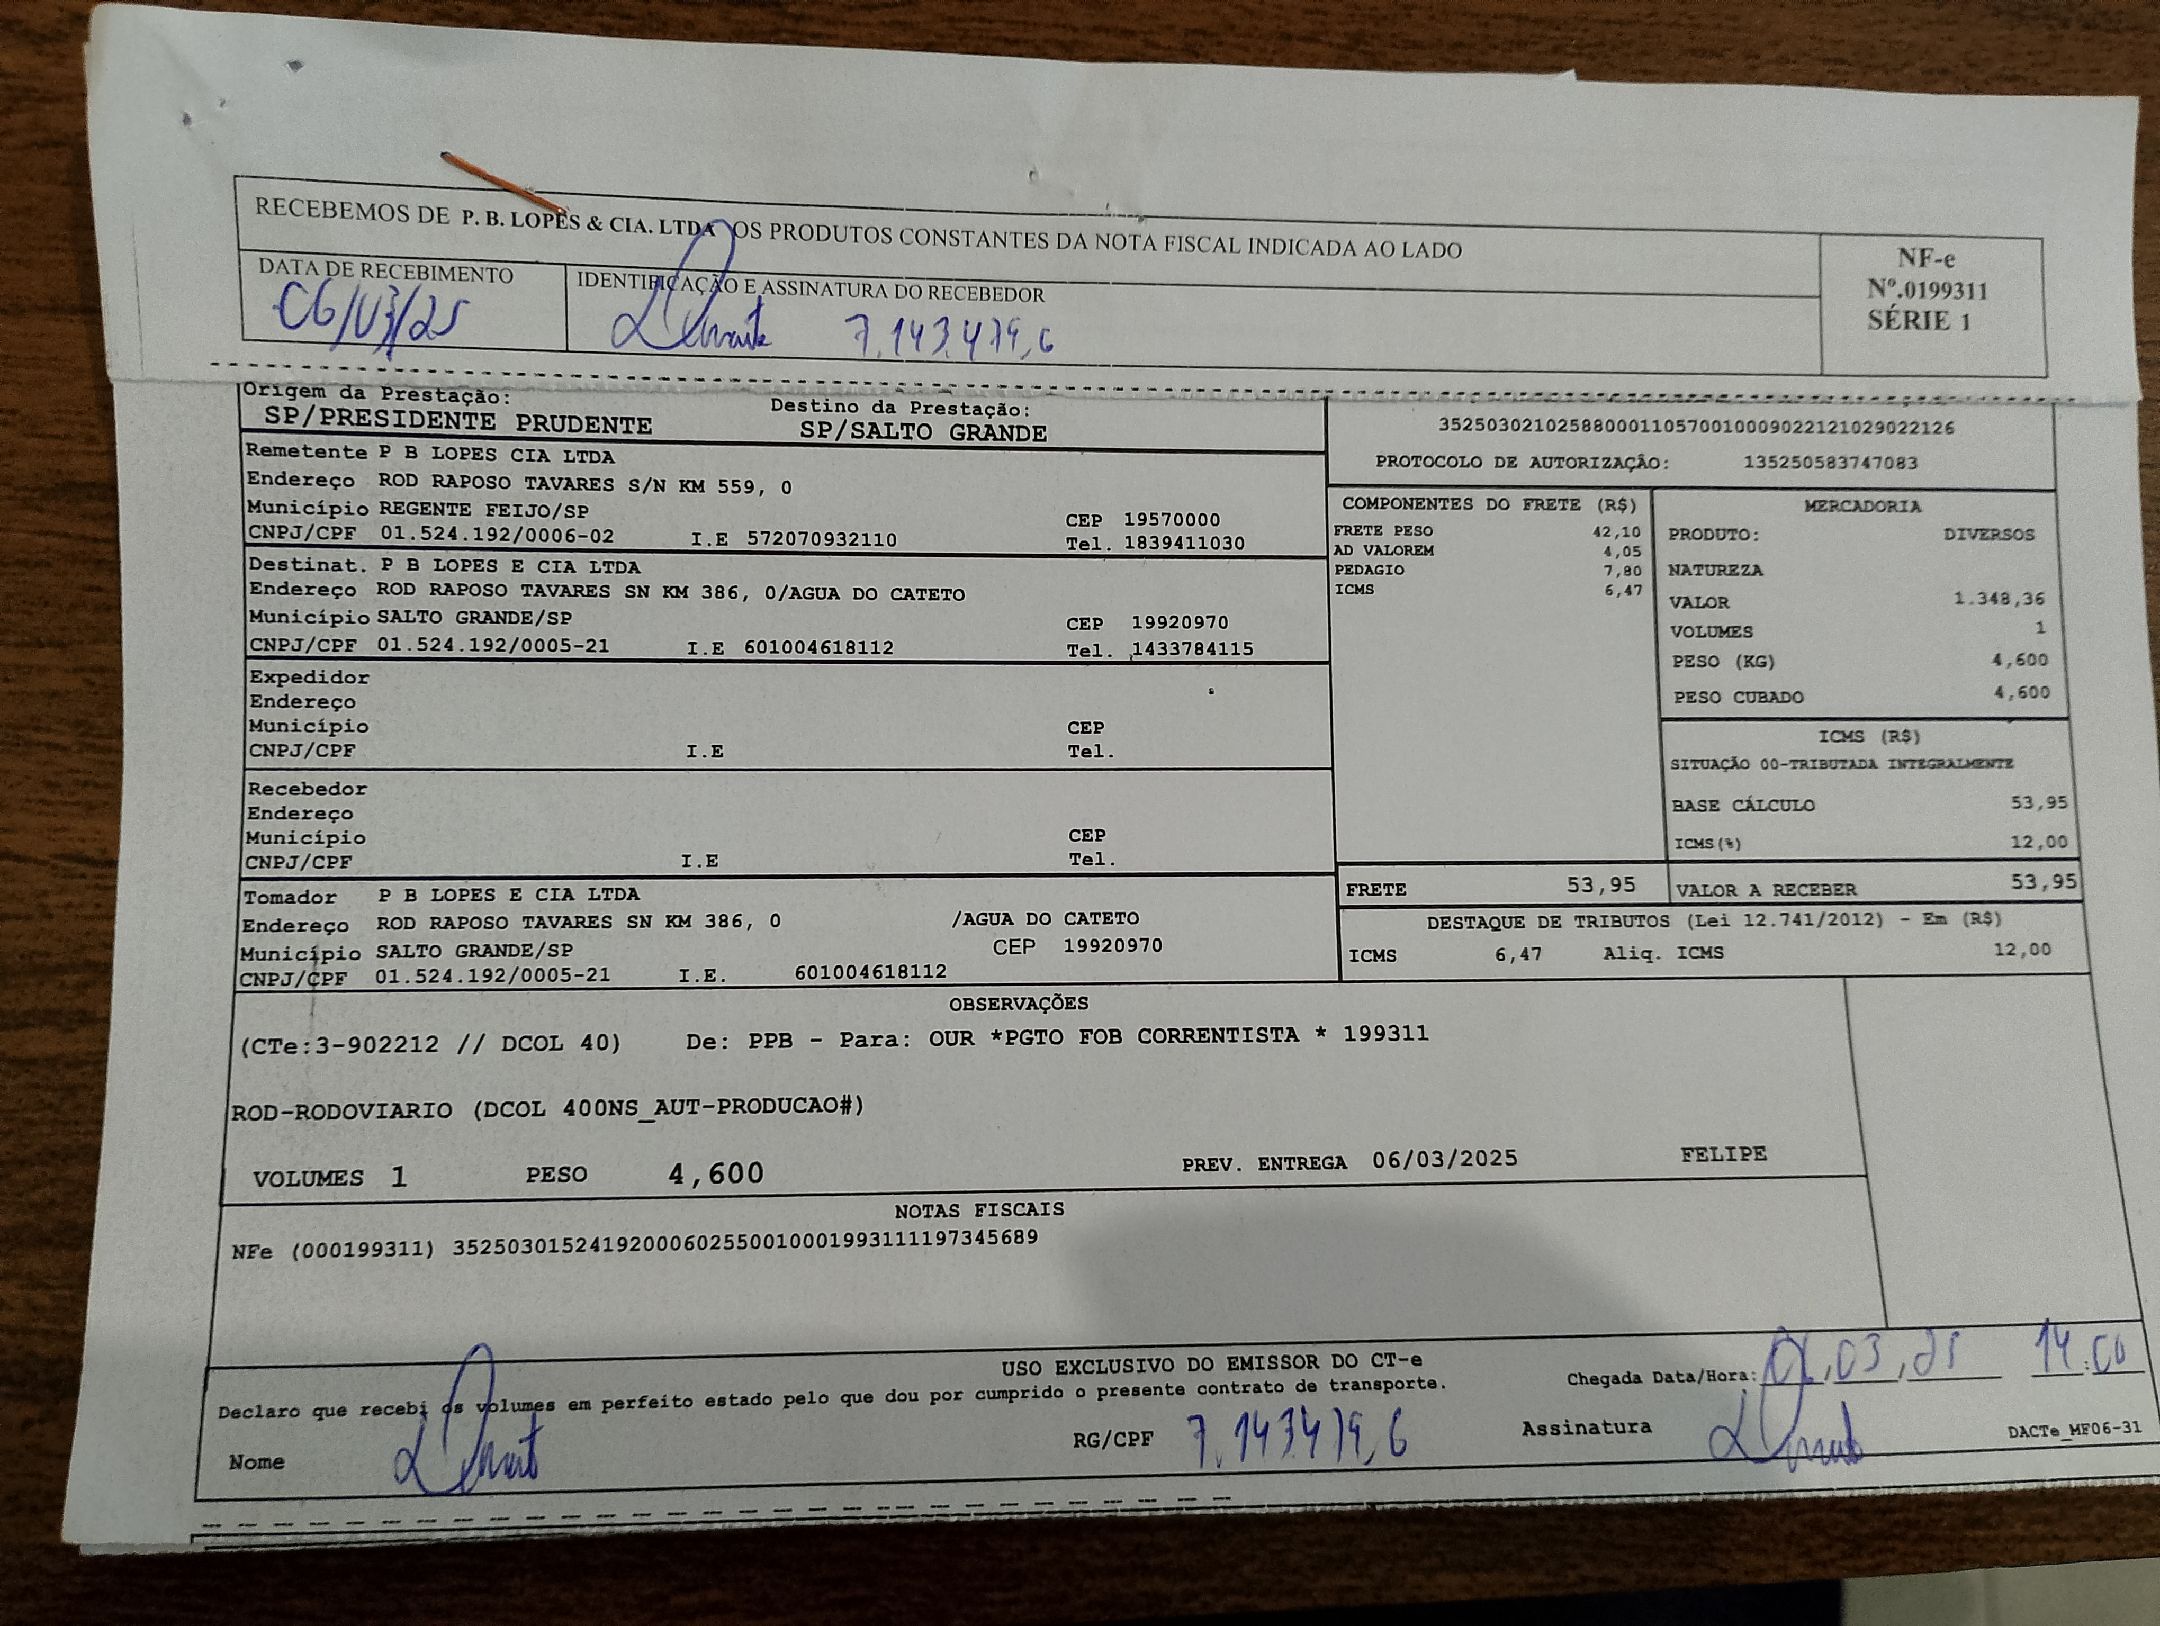 RECEBEMOS DE P. B. LOPES & CIA. LTDA OS PRODUTOS CONSTANTES DA NOTA FISCAL INDICADA AO LADO
NF-e
Nº.0199311
SÉRIE 1
DATA DE RECEBIMENTO
06/03/25
IDENTIFICAÇÃO E ASSINATURA DO RECEBEDOR
7.143.479,6
Origem da Prestação:
SP/PRESIDENTE PRUDENTE
Destino da Prestação:
SP/SALTO GRANDE
35250302102588000110570010009022121029022126
PROTOCOLO DE AUTORIZAÇÃO: 135250583747083
Remetente P B LOPES CIA LTDA
Endereço ROD RAPOSO TAVARES S/N KM 559, 0
Município REGENTE FEIJO/SP CEP 19570000
CNPJ/CPF 01.524.192/0006-02 I.E 572070932110 Tel. 1839411030
Destinat. P B LOPES E CIA LTDA
Endereço ROD RAPOSO TAVARES SN KM 386, 0/AGUA DO CATETO
Município SALTO GRANDE/SP CEP 19920970
CNPJ/CPF 01.524.192/0005-21 I.E 601004618112 Tel. 1433784115
Expedidor
Endereço
Município CEP
CNPJ/CPF I.E Tel.
Recebedor
Endereço
Município CEP
CNPJ/CPF I.E Tel.
Tomador P B LOPES E CIA LTDA
Endereço ROD RAPOSO TAVARES SN KM 386, 0 /AGUA DO CATETO
Município SALTO GRANDE/SP CEP 19920970
CNPJ/CPF 01.524.192/0005-21 I.E. 601004618112
COMPONENTES DO FRETE (R$)
FRETE PESO 42,10
AD VALOREM 4,05
PEDAGIO 7,80
ICMS 6,47
MERCADORIA
PRODUTO: DIVERSOS
NATUREZA
VALOR 1.348,36
VOLUMES 1
PESO (KG) 4,600
PESO CUBADO 4,600
ICMS (R$)
SITUAÇÃO 00-TRIBUTADA INTEGRALMENTE
BASE CÁLCULO 53,95
ICMS(%) 12,00
FRETE 53,95 VALOR A RECEBER 53,95
DESTAQUE DE TRIBUTOS (Lei 12.741/2012) - Em (R$)
ICMS 6,47 Aliq. ICMS 12,00
OBSERVAÇÕES
(CTe:3-902212 // DCOL 40) De: PPB - Para: OUR *PGTO FOB CORRENTISTA * 199311
ROD-RODOVIARIO (DCOL 400NS_AUT-PRODUCAO#)
VOLUMES 1 PESO 4,600 PREV. ENTREGA 06/03/2025 FELIPE
NOTAS FISCAIS
NFe (000199311) 35250301524192000602550010001993111197345689
USO EXCLUSIVO DO EMISSOR DO CT-e
Chegada Data/Hora: 06,03,25 14:00
Declaro que recebi os volumes em perfeito estado pelo que dou por cumprido o presente contrato de transporte.
Nome
RG/CPF 7.143.479,6
Assinatura
DACTe_MF06-31